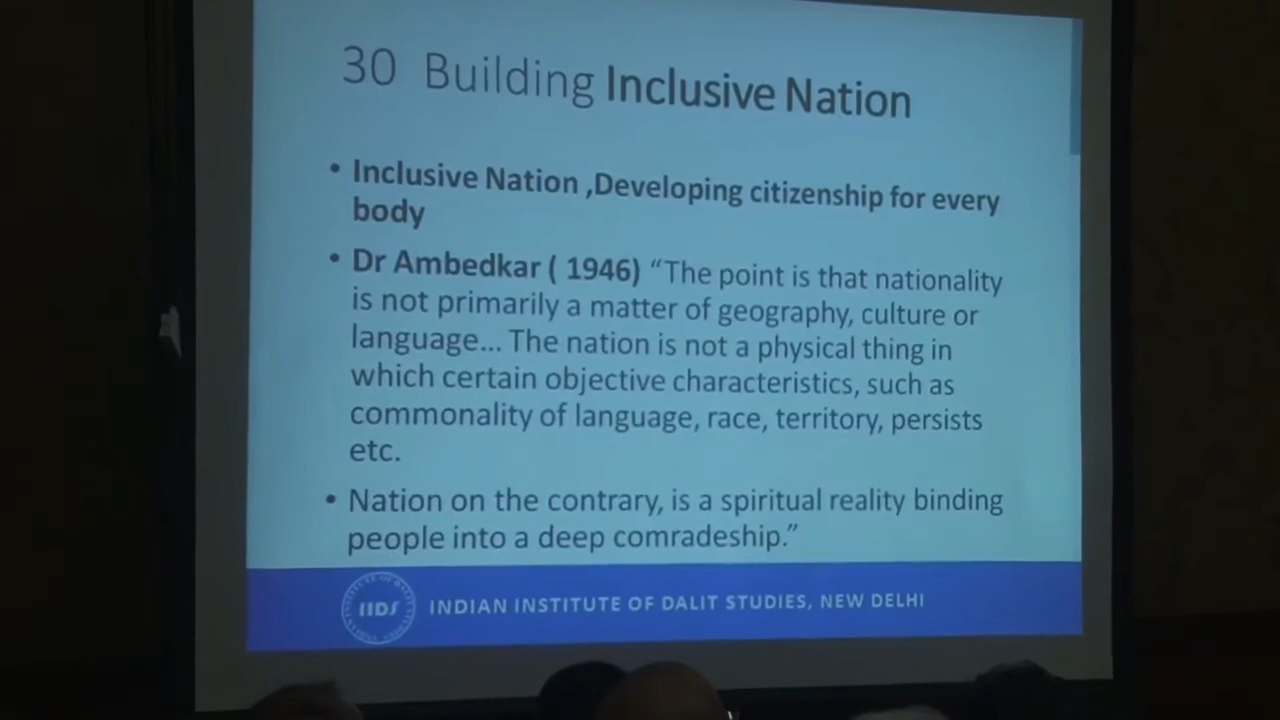 30 Building Inclusive Nation
• Inclusive Nation ,Developing citizenship for every
body
• Dr Ambedkar ( 1946) “The point is that nationality
is not primarily a matter of geography, culture or
language... The nation is not a physical thing in
which certain objective characteristics, such as
commonality of language, race, territory, persists
etc.
• Nation on the contrary, is a spiritual reality binding
people into a deep comradeship.”
IIDS
INDIAN INSTITUTE OF DALIT STUDIES, NEW DELHI